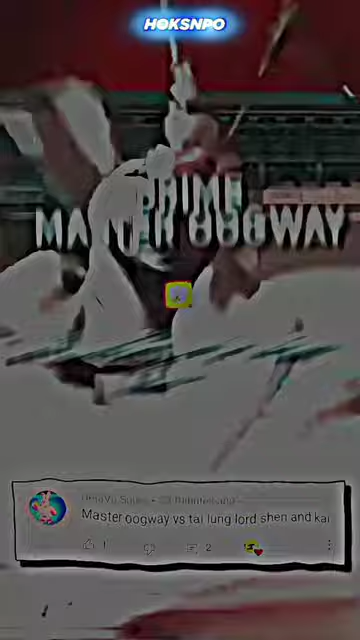 HOKSNPO
PRIME
MASTER OOGWAY
Master oogway vs tai lung lord shen and kai
1
2